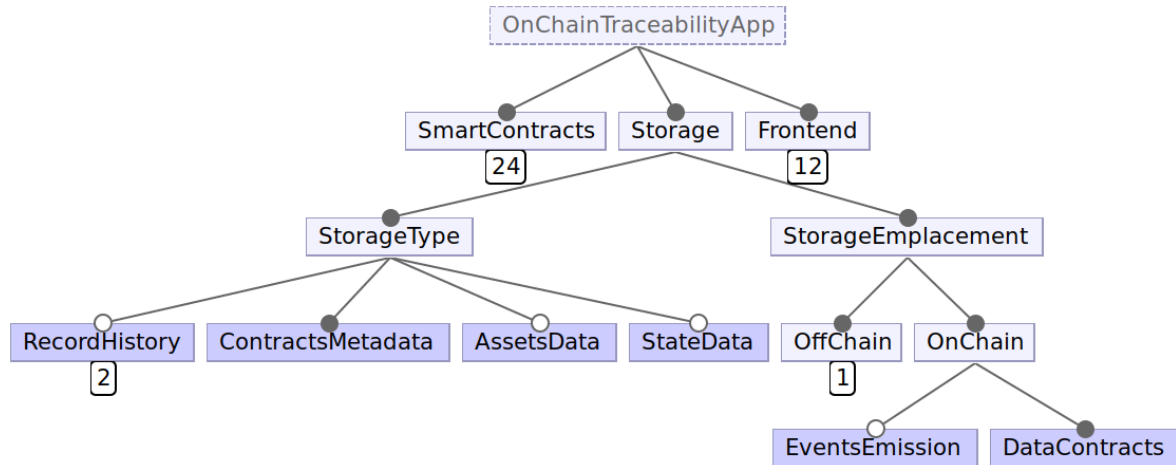 OnChainTraceabilityApp
SmartContracts Storage Frontend
24 12
StorageType StorageEmplacement
RecordHistory ContractsMetadata AssetsData StateData OffChain OnChain
2 1
EventsEmission DataContracts